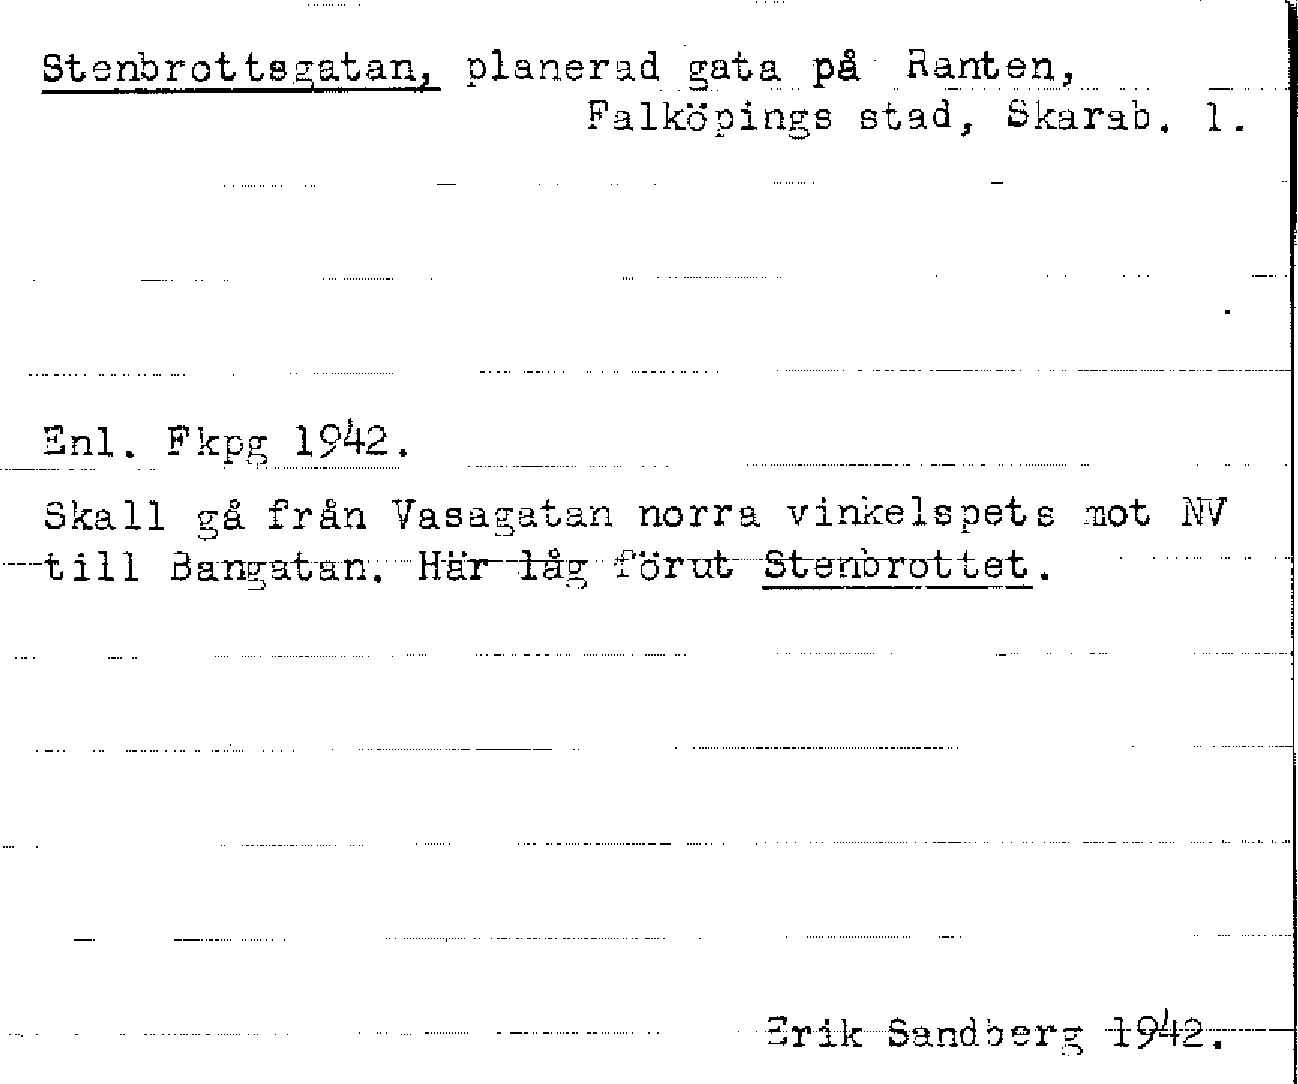 Stenbrottsgatan, planerad gata på Ranten,
Falköpings stad, Skarab. l.
Enl. Fkpg 1942.
Skall gå från Vasagatan norra vinkelspets mot NV
till Bangatan. Här låg förut Stenbrottet.
Erik Sandberg 1942.